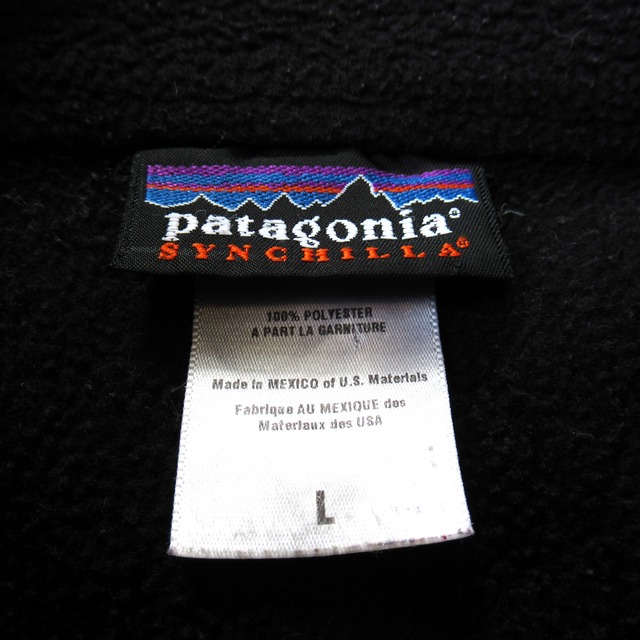 patagonia®
SYNCHILLA®
100% POLYESTER
A PART LA GARNITURE
Made in MEXICO of U.S. Materials
Fabrique AU MEXIQUE des
Materiaux des USA
L